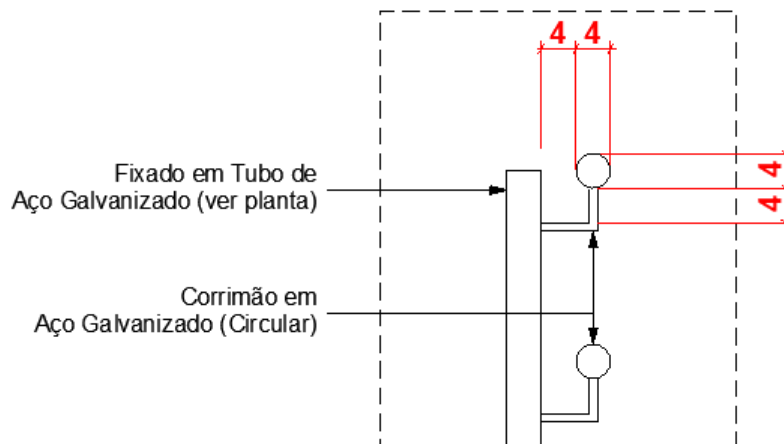 4 4
Fixado em Tubo de
Aço Galvanizado (ver planta)
4
4
Corrimão em
Aço Galvanizado (Circular)